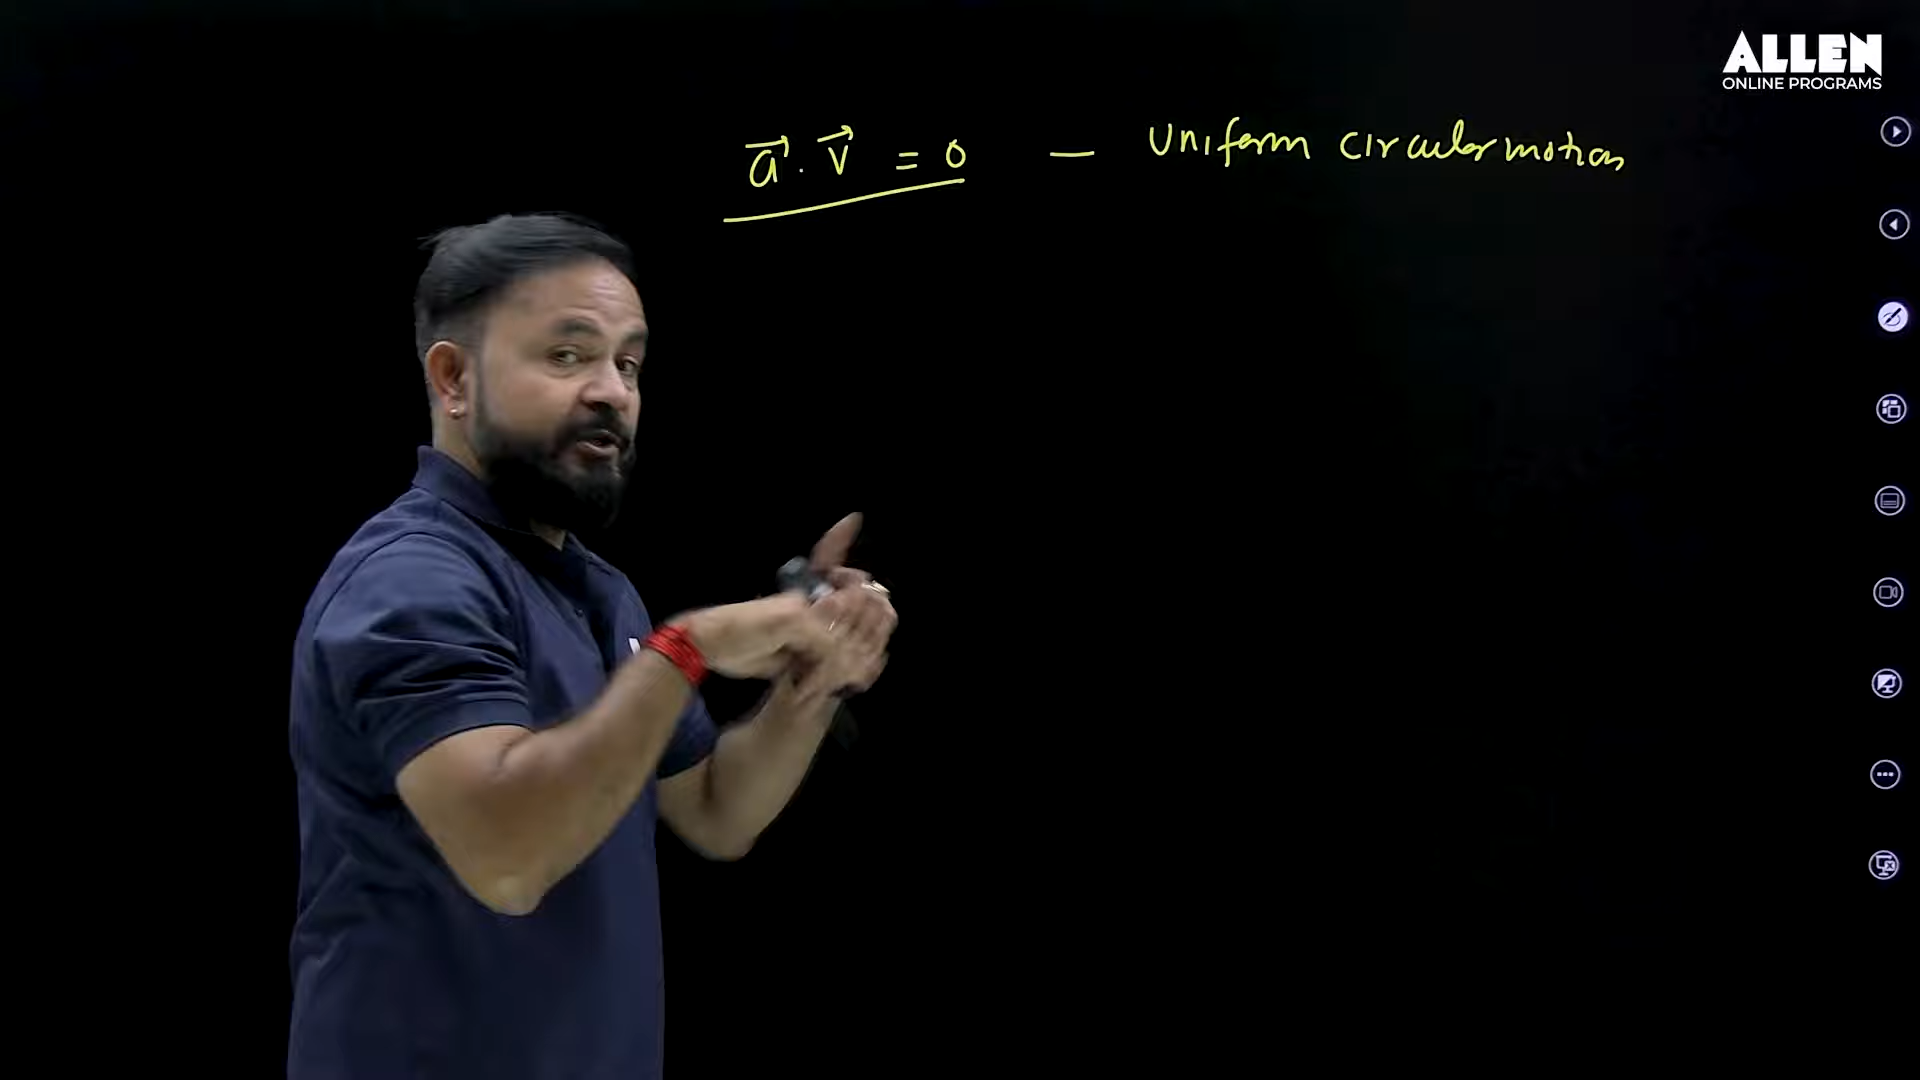 ALLEN
ONLINE PROGRAMS
a⃗ . v⃗ = 0 — Uniform circular motion